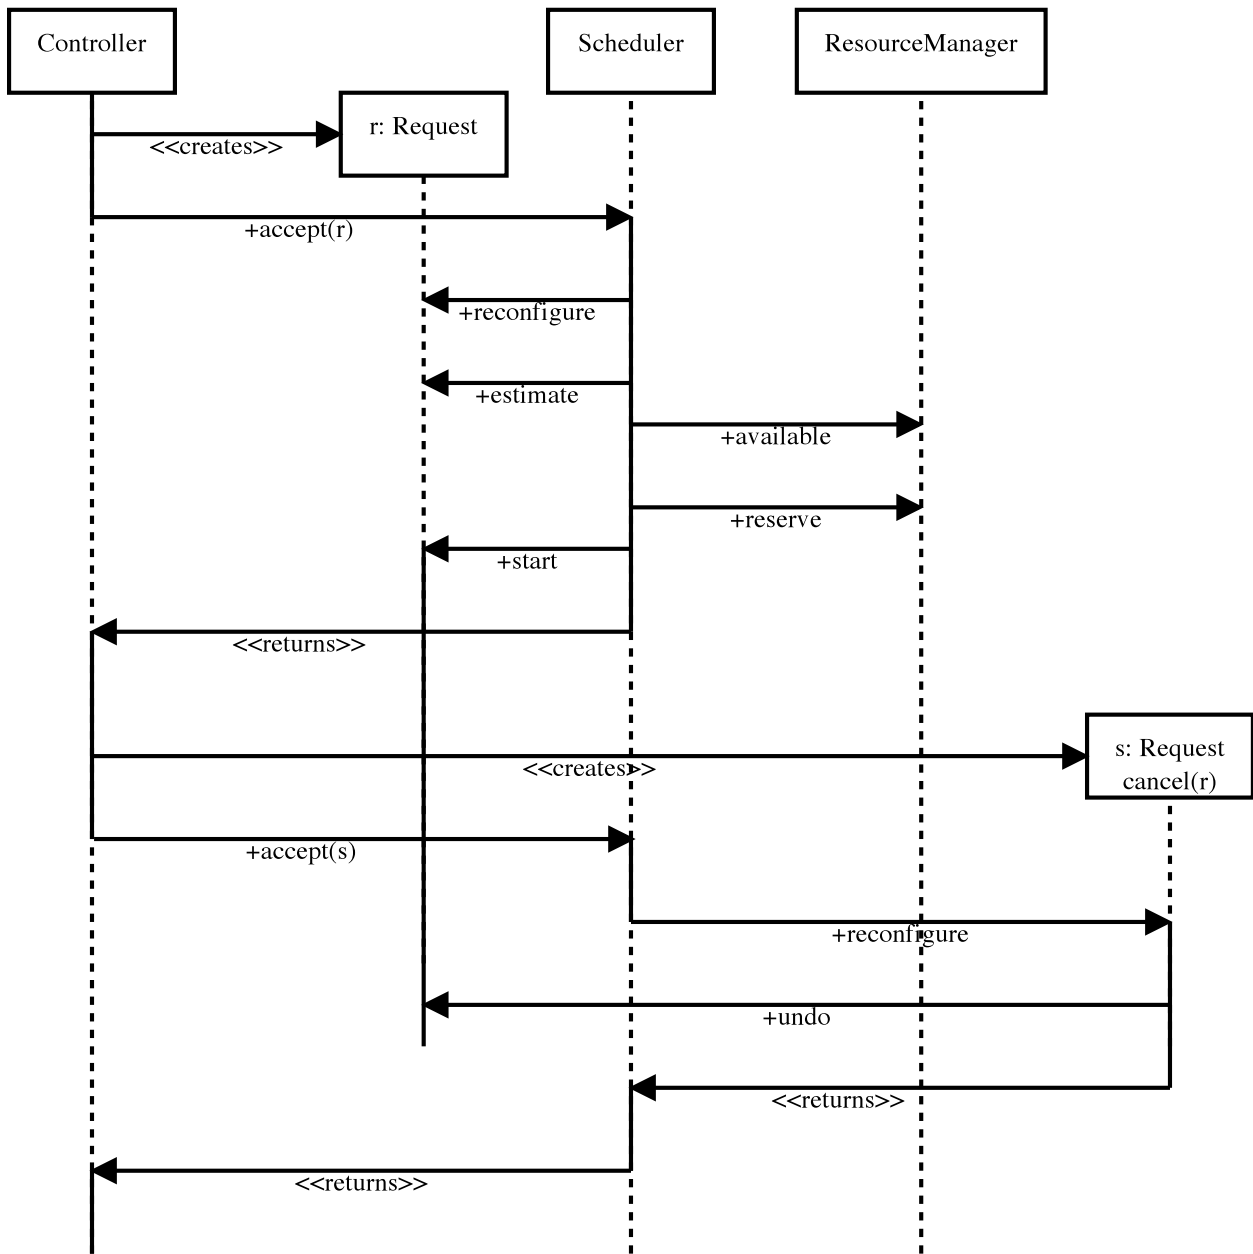 Controller
Scheduler
ResourceManager
r: Request
<<creates>>
+accept(r)
+reconfigure
+estimate
+available
+reserve
+start
<<returns>>
s: Request
cancel(r)
<<creates>>
+accept(s)
+reconfigure
+undo
<<returns>>
<<returns>>